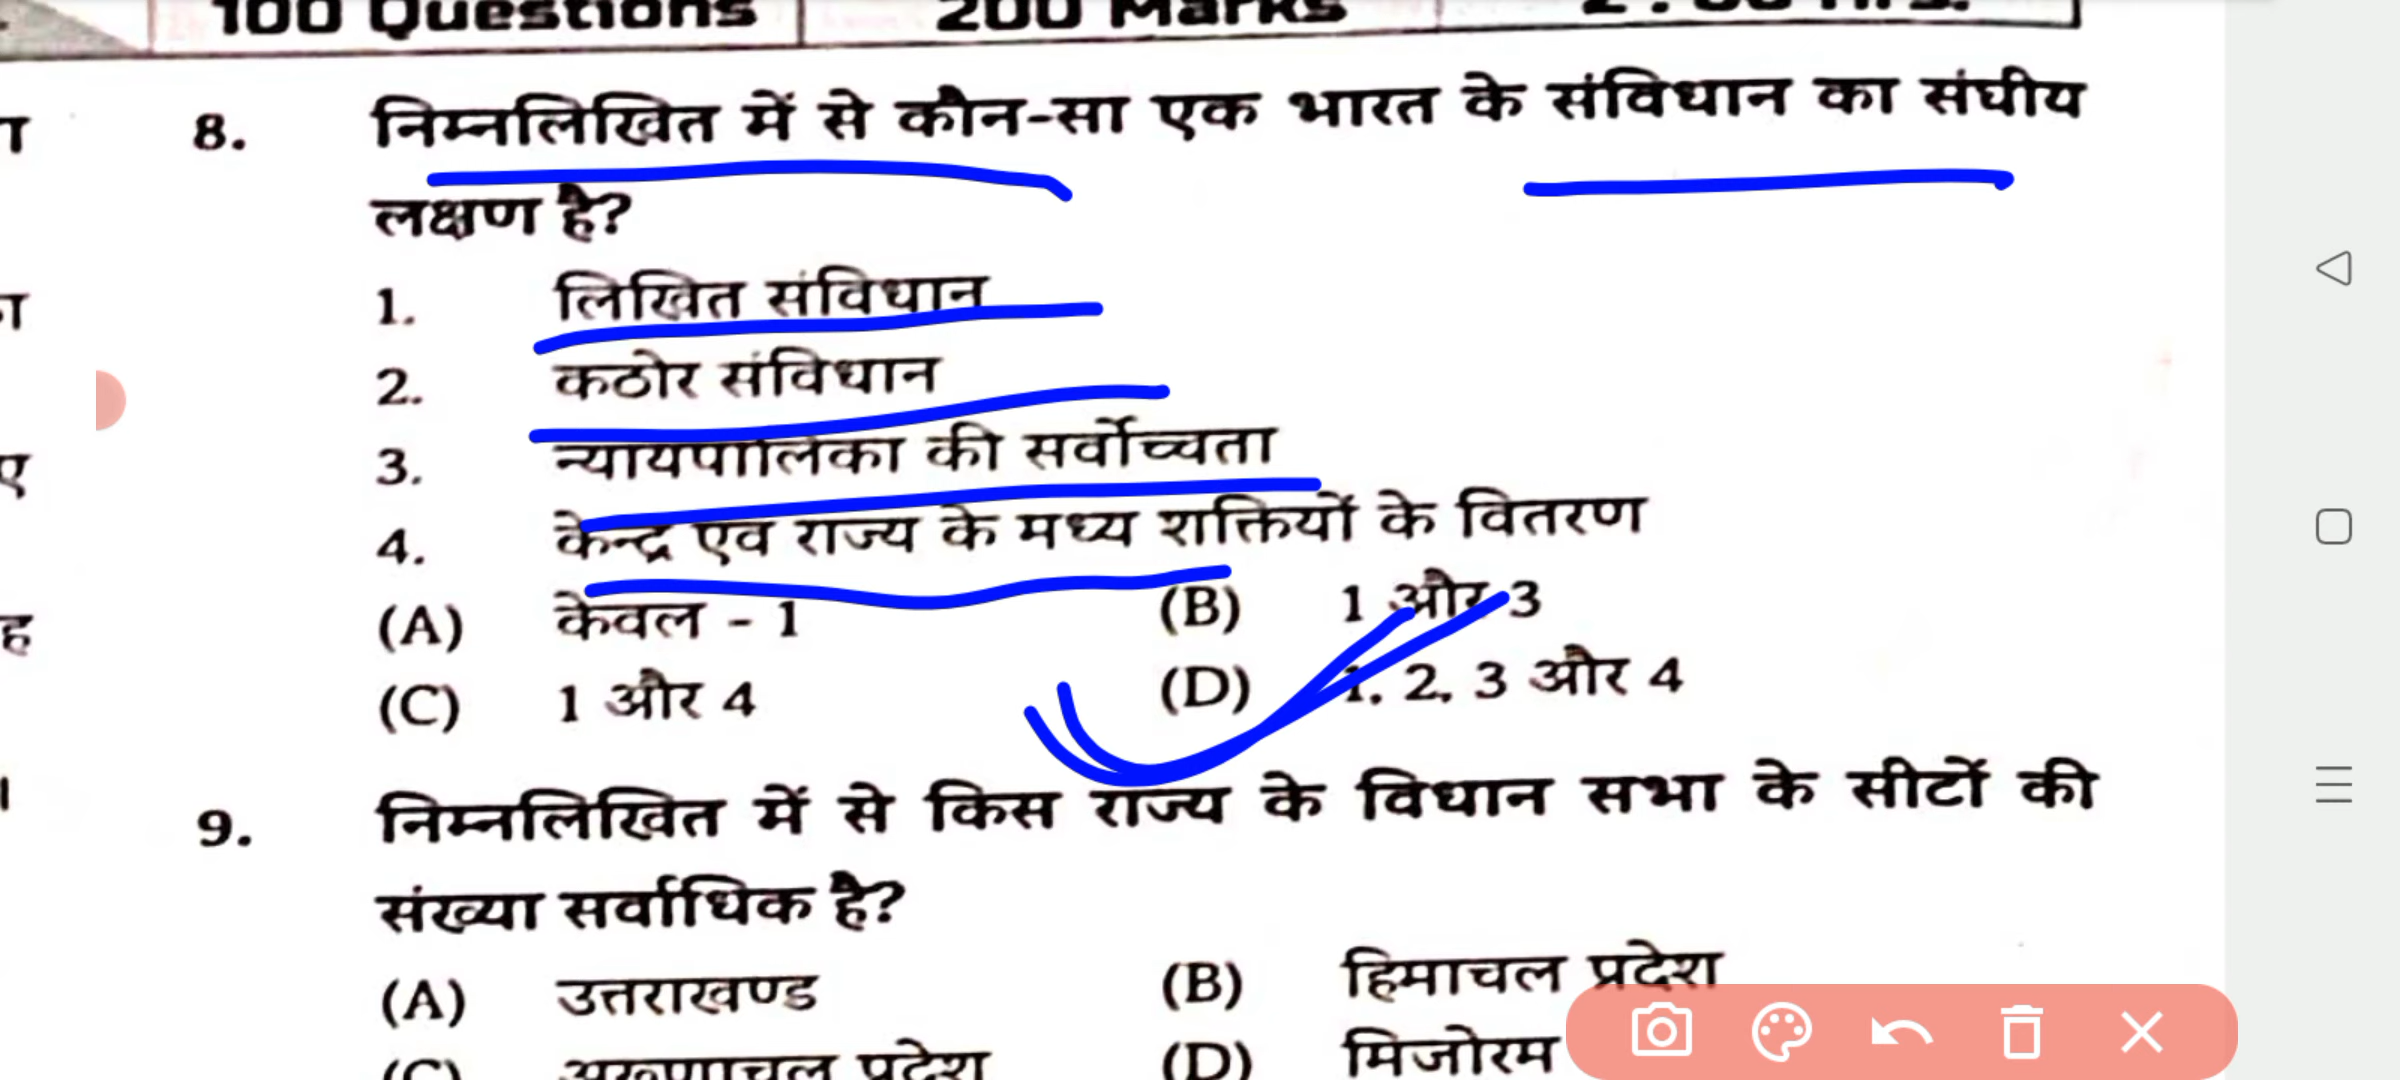 100 Questions 200 Marks
8. निम्नलिखित में से कौन-सा एक भारत के संविधान का संघीय
लक्षण है?
1. लिखित संविधान
2. कठोर संविधान
3. न्यायपालिका की सर्वोच्चता
4. केन्द्र एवं राज्य के मध्य शक्तियों के वितरण
(A) केवल - 1 (B) 1 और 3
(C) 1 और 4 (D) 1, 2, 3 और 4
9. निम्नलिखित में से किस राज्य के विधान सभा के सीटों की
संख्या सर्वाधिक है?
(A) उत्तराखण्ड (B) हिमाचल प्रदेश
(C) अरूणाचल प्रदेश (D) मिजोरम